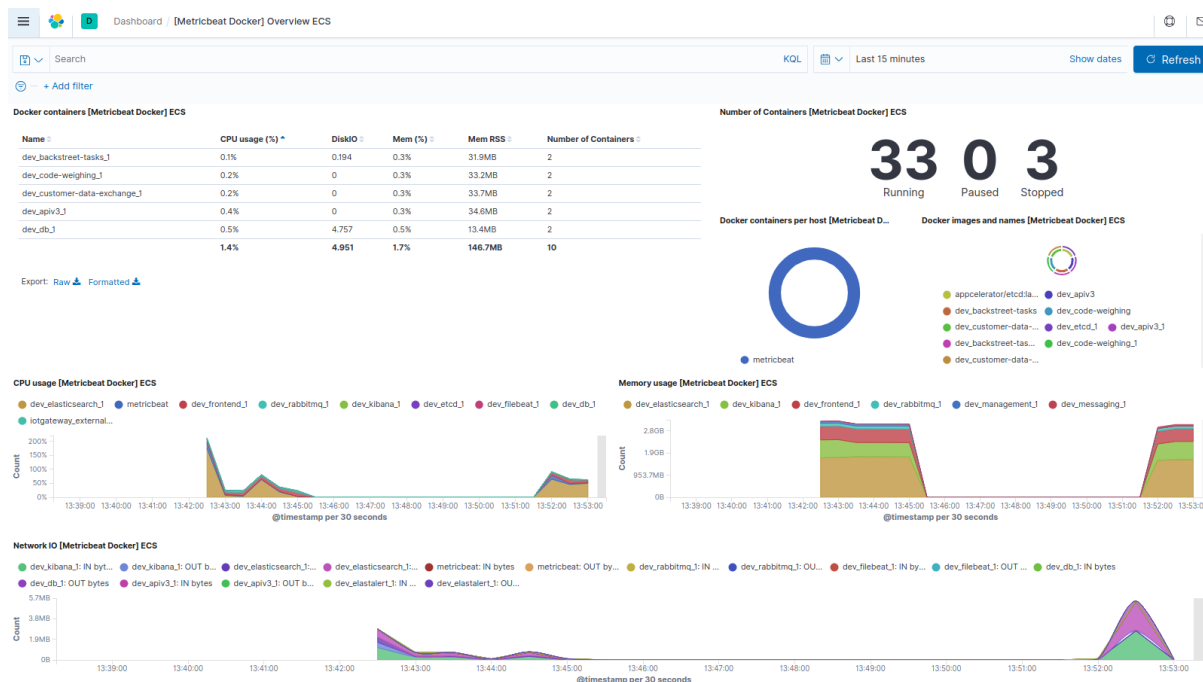 D Dashboard / [Metricbeat Docker] Overview ECS
Search KQL Last 15 minutes Show dates Refresh
+ Add filter
Docker containers [Metricbeat Docker] ECS
Name CPU usage (%) DiskIO Mem (%) Mem RSS Number of Containers
dev_backstreet-tasks_1 0.1% 0.194 0.3% 31.9MB 2
dev_code-weighing_1 0.2% 0 0.3% 33.2MB 2
dev_customer-data-exchange_1 0.2% 0 0.3% 33.7MB 2
dev_apiv3_1 0.4% 0 0.3% 34.6MB 2
dev_db_1 0.5% 4.757 0.5% 13.4MB 2
1.4% 4.951 1.7% 146.7MB 10
Export: Raw Formatted
Number of Containers [Metricbeat Docker] ECS
33 0 3
Running Paused Stopped
Docker containers per host [Metricbeat D...
metricbeat
Docker images and names [Metricbeat Docker] ECS
appcelerator/etcd:la... dev_apiv3
dev_backstreet-tasks dev_code-weighing
dev_customer-data-... dev_etcd_1 dev_apiv3_1
dev_backstreet-tas... dev_code-weighing_1
dev_customer-data-...
CPU usage [Metricbeat Docker] ECS
dev_elasticsearch_1 metricbeat dev_frontend_1 dev_rabbitmq_1 dev_kibana_1 dev_etcd_1 dev_filebeat_1 dev_db_1
iotgateway_external...
200%
150%
100%
50%
0%
Count
13:39:00 13:40:00 13:41:00 13:42:00 13:43:00 13:44:00 13:45:00 13:46:00 13:47:00 13:48:00 13:49:00 13:50:00 13:51:00 13:52:00 13:53:00
@timestamp per 30 seconds
Memory usage [Metricbeat Docker] ECS
dev_elasticsearch_1 dev_kibana_1 dev_frontend_1 dev_rabbitmq_1 dev_management_1 dev_messaging_1
2.8GB
1.9GB
953.7MB
0B
Count
13:39:00 13:40:00 13:41:00 13:42:00 13:43:00 13:44:00 13:45:00 13:46:00 13:47:00 13:48:00 13:49:00 13:50:00 13:51:00 13:52:00 13:53:0
@timestamp per 30 seconds
Network IO [Metricbeat Docker] ECS
dev_kibana_1: IN byt... dev_kibana_1: OUT b... dev_elasticsearch_1:... dev_elasticsearch_1:... metricbeat: IN bytes metricbeat: OUT by... dev_rabbitmq_1: IN ... dev_rabbitmq_1: OU... dev_filebeat_1: IN by... dev_filebeat_1: OUT ... dev_db_1: IN bytes
dev_db_1: OUT bytes dev_apiv3_1: IN bytes dev_apiv3_1: OUT b... dev_elastalert_1: IN ... dev_elastalert_1: OU...
5.7MB
3.8MB
1.9MB
0B
Count
13:39:00 13:40:00 13:41:00 13:42:00 13:43:00 13:44:00 13:45:00 13:46:00 13:47:00 13:48:00 13:49:00 13:50:00 13:51:00 13:52:00 13:53:00
@timestamp per 30 seconds